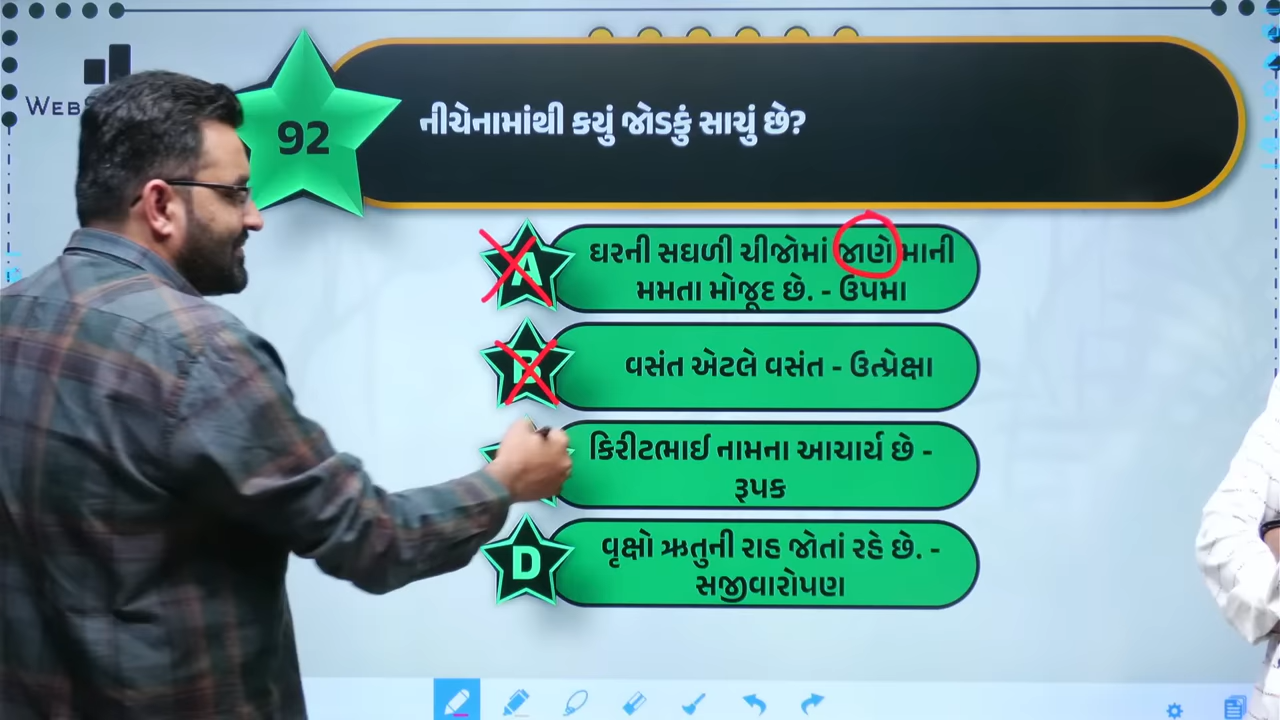 92
નીચેનામાંથી કયું જોડકું સાચું છે?
A
ઘરની સઘળી ચીજોમાં જાણે માની
મમતા મોજૂદ છે. - ઉપમા
B
વસંત એટલે વસંત - ઉત્પ્રેક્ષા
કિરીટભાઈ નામના આચાર્ય છે -
રૂપક
D
વૃક્ષો ઋતુની રાહ જોતાં રહે છે. -
સજીવારોપણ